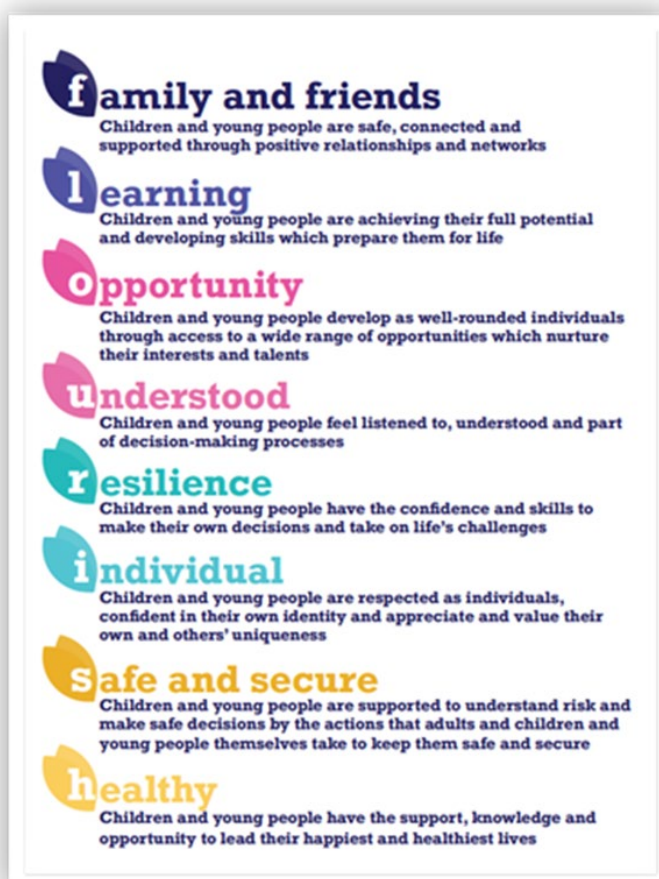 family and friends
Children and young people are safe, connected and
supported through positive relationships and networks
learning
Children and young people are achieving their full potential
and developing skills which prepare them for life
opportunity
Children and young people develop as well-rounded individuals
through access to a wide range of opportunities which nurture
their interests and talents
understood
Children and young people feel listened to, understood and part
of decision-making processes
resilience
Children and young people have the confidence and skills to
make their own decisions and take on life's challenges
individual
Children and young people are respected as individuals,
confident in their own identity and appreciate and value their
own and others' uniqueness
safe and secure
Children and young people are supported to understand risk and
make safe decisions by the actions that adults and children and
young people themselves take to keep them safe and secure
healthy
Children and young people have the support, knowledge and
opportunity to lead their happiest and healthiest lives